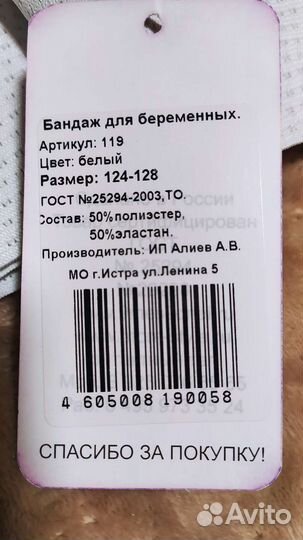 Бандаж для беременных.
Артикул: 119
Цвет: белый
Размер: 124-128
ГОСТ №25294-2003,ТО.
Состав: 50%полиэстер,
50%эластан.
Производитель: ИП Алиев А.В.
МО г.Истра ул.Ленина 5
4 605008 190058
СПАСИБО ЗА ПОКУПКУ!
Avito